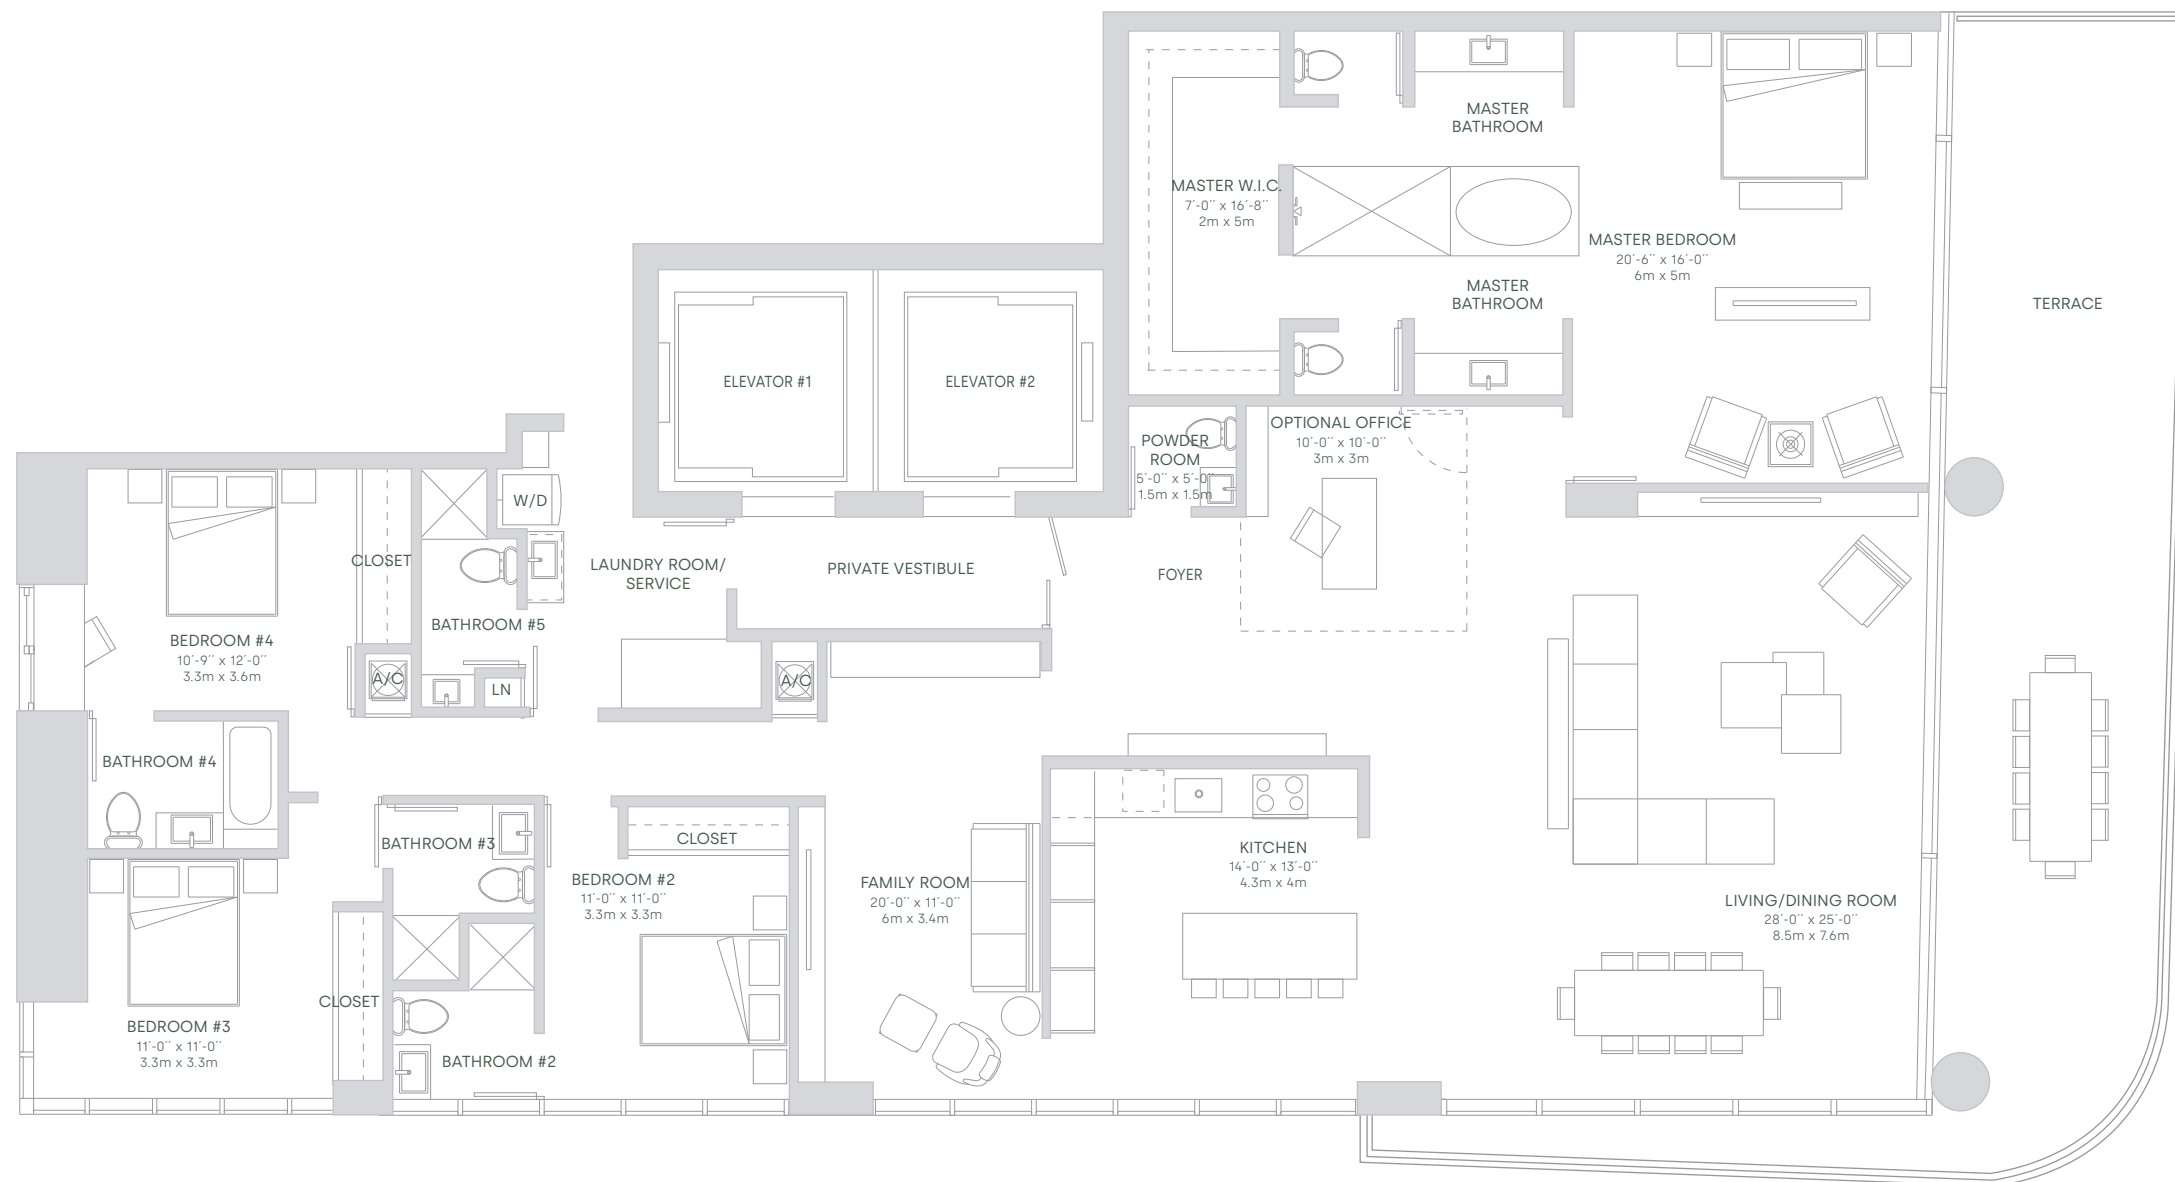 MASTER
BATHROOM
MASTER W.I.C.
7´-0´´ x 16´-8´´
2m x 5m
MASTER BEDROOM
20´-6´´ x 16´-0´´
6m x 5m
MASTER
BATHROOM
TERRACE
ELEVATOR #1
ELEVATOR #2
OPTIONAL OFFICE
10´-0´´ x 10´-0´´
3m x 3m
POWDER
ROOM
5´-0´´ x 5´-0´´
1.5m x 1.5m
W/D
CLOSET
LAUNDRY ROOM/
SERVICE
PRIVATE VESTIBULE
FOYER
BATHROOM #5
BEDROOM #4
10´-9´´ x 12´-0´´
3.3m x 3.6m
A/C
LN
A/C
BATHROOM #4
BATHROOM #3
CLOSET
KITCHEN
14´-0´´ x 13´-0´´
4.3m x 4m
BEDROOM #2
11´-0´´ x 11´-0´´
3.3m x 3.3m
FAMILY ROOM
20´-0´´ x 11´-0´´
6m x 3.4m
LIVING/DINING ROOM
28´-0´´ x 25´-0´´
8.5m x 7.6m
CLOSET
BEDROOM #3
11´-0´´ x 11´-0´´
3.3m x 3.3m
BATHROOM #2